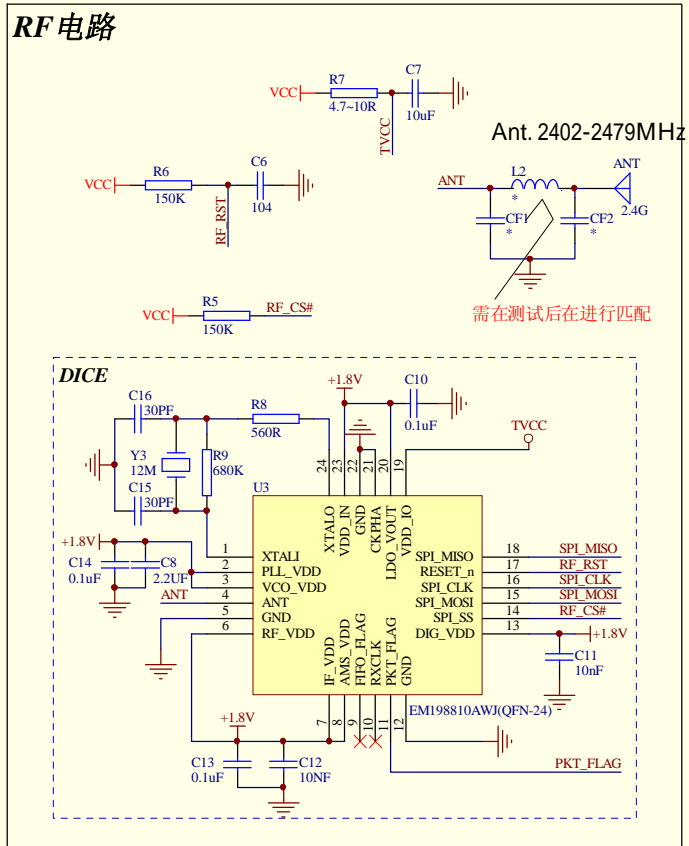 RF电路
R7
VCC
4.7~10R
C7
10uF
TVCC
Ant. 2402-2479MHz
R6
VCC
150K
C6
104
RF_RST
ANT
L2
*
ANT
2.4G
CF1
*
CF2
*
R5
VCC
150K
RF_CS#
需在测试后在进行匹配
DICE
C16
30PF
R8
560R
+1.8V
C10
0.1uF
TVCC
Y3
12M
R9
680K
C15
30PF
U3
24
23
22
21
20
19
XTALO
VDD_IN
GND
CKPHA
LDO_VOUT
VDD_IO
+1.8V
C14
0.1uF
C8
2.2UF
ANT
1
2
3
4
5
6
XTALI
PLL_VDD
VCO_VDD
ANT
GND
RF_VDD
SPI_MISO
RESET_n
SPI_CLK
SPI_MOSI
SPI_SS
DIG_VDD
18
17
16
15
14
13
SPI_MISO
RF_RST
SPI_CLK
SPI_MOSI
RF_CS#
+1.8V
C11
10nF
IF_VDD
AMS_VDD
FIFO_FLAG
RXCLK
PKT_FLAG
GND
7
8
9
10
11
12
EM198810AWJ(QFN-24)
+1.8V
C13
0.1uF
C12
10NF
PKT_FLAG